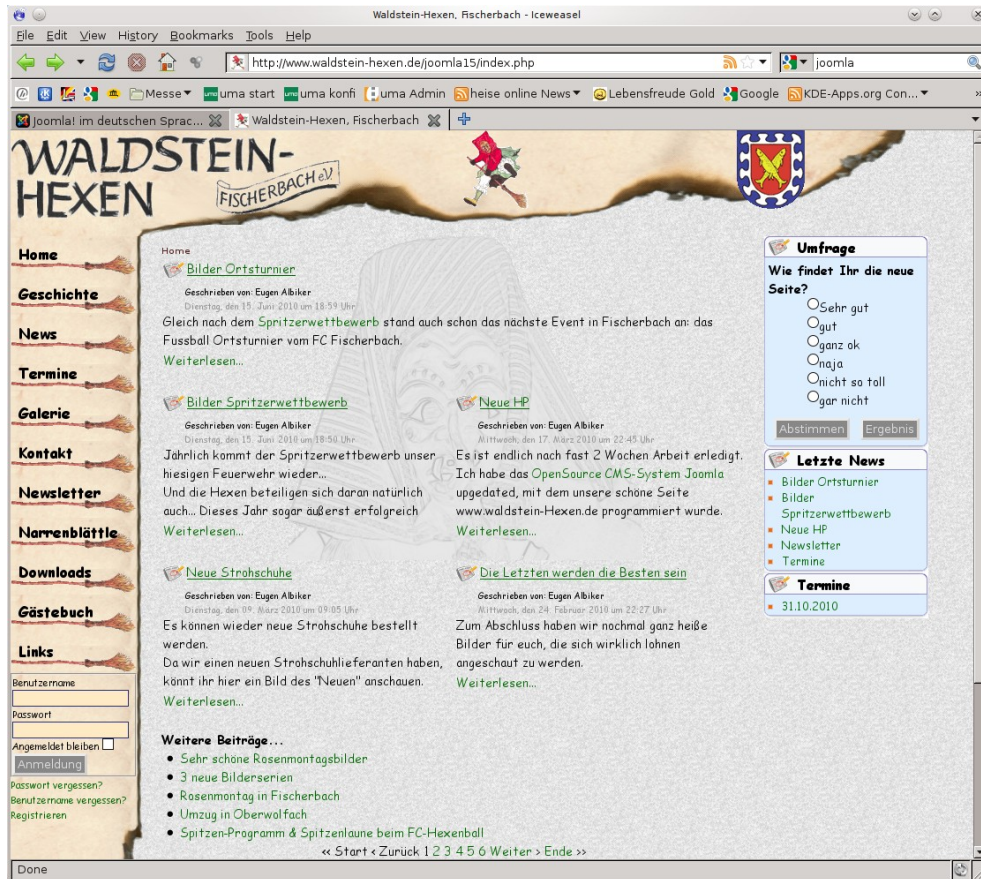 Waldstein-Hexen, Fischerbach - Iceweasel
File Edit View History Bookmarks Tools Help
http://www.waldstein-hexen.de/joomla15/index.php
joomla
Messe uma start uma konfi uma Admin heise online News Lebensfreude Gold Google KDE-Apps.org Con...
Joomla! im deutschen Sprac... Waldstein-Hexen, Fischerbach
WALDSTEIN-
HEXEN
FISCHERBACH e.V.
Home
Geschichte
News
Termine
Galerie
Kontakt
Newsletter
Narrenblättle
Downloads
Gästebuch
Links
Benutzername
Passwort
Angemeldet bleiben
Anmeldung
Passwort vergessen?
Benutzername vergessen?
Registrieren
Home
Bilder Ortsturnier
Geschrieben von: Eugen Albiker
Dienstag, den 15. Juni 2010 um 18:59 Uhr
Gleich nach dem Spritzerwettbewerb stand auch schon das nächste Event in Fischerbach an: das
Fussball Ortsturnier vom FC Fischerbach.
Weiterlesen...
Bilder Spritzerwettbewerb
Geschrieben von: Eugen Albiker
Dienstag, den 15. Juni 2010 um 18:50 Uhr
Jährlich kommt der Spritzerwettbewerb unser
hiesigen Feuerwehr wieder...
Und die Hexen beteiligen sich daran natürlich
auch... Dieses Jahr sogar äußerst erfolgreich
Weiterlesen...
Neue HP
Geschrieben von: Eugen Albiker
Mittwoch, den 17. März 2010 um 22:45 Uhr
Es ist endlich nach fast 2 Wochen Arbeit erledigt.
Ich habe das OpenSource CMS-System Joomla
upgedated, mit dem unsere schöne Seite
www.waldstein-Hexen.de programmiert wurde.
Weiterlesen...
Neue Strohschuhe
Geschrieben von: Eugen Albiker
Dienstag, den 09. März 2010 um 09:05 Uhr
Es können wieder neue Strohschuhe bestellt
werden.
Da wir einen neuen Strohschuhlieferanten haben,
könnt ihr hier ein Bild des "Neuen" anschauen.
Weiterlesen...
Die Letzten werden die Besten sein
Geschrieben von: Eugen Albiker
Mittwoch, den 24. Februar 2010 um 22:27 Uhr
Zum Abschluss haben wir nochmal ganz heiße
Bilder für euch, die sich wirklich lohnen
angeschaut zu werden.
Weiterlesen...
Weitere Beiträge...
Sehr schöne Rosenmontagsbilder
3 neue Bilderserien
Rosenmontag in Fischerbach
Umzug in Oberwolfach
Spitzen-Programm & Spitzenlaune beim FC-Hexenball
<< Start < Zurück 1 2 3 4 5 6 Weiter > Ende >>
Umfrage
Wie findet Ihr die neue
Seite?
Sehr gut
gut
ganz ok
naja
nicht so toll
gar nicht
Abstimmen Ergebnis
Letzte News
Bilder Ortsturnier
Bilder
Spritzerwettbewerb
Neue HP
Newsletter
Termine
Termine
31.10.2010
Done